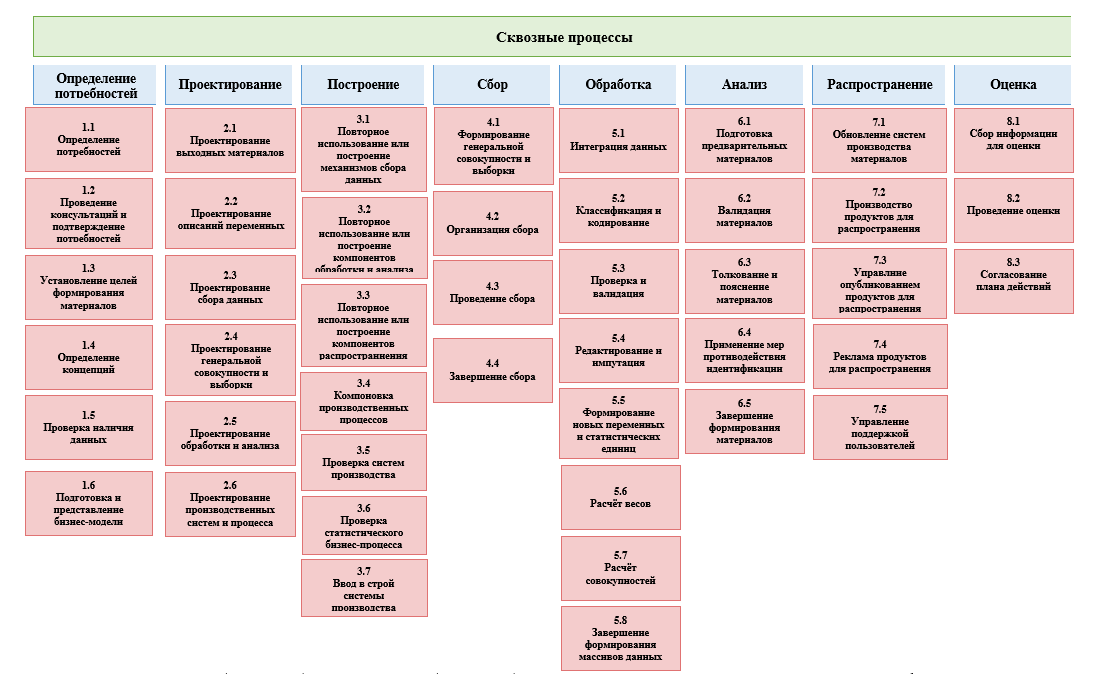 Сквозные процессы
Определение
потребностей
1.1
Определение
потребностей
1.2
Проведение
консультаций и
подтверждение
потребностей
1.3
Установление целей
формирования
материалов
1.4
Определение
концепций
1.5
Проверка наличия
данных
1.6
Подготовка и
представление
бизнес-модели
Проектирование
2.1
Проектирование
выходных материалов
2.2
Проектирование
описаний переменных
2.3
Проектирование
сбора данных
2.4
Проектирование
генеральной
совокупности и
выборки
2.5
Проектирование
обработки и анализа
2.6
Проектирование
производственных
систем и процесса
Построение
3.1
Повторное
использование или
построение
механизмов сбора
данных
3.2
Повторное
использование или
построение
компонентов
обработки и анализа
3.3
Повторное
использование или
построение
компонентов
распространения
3.4
Компоновка
производственных
процессов
3.5
Проверка систем
производства
3.6
Проверка
статистического
бизнес-процесса
3.7
Ввод в строй
системы
производства
Сбор
4.1
Формирование
генеральной
совокупности и
выборки
4.2
Организация сбора
4.3
Проведение сбора
4.4
Завершение сбора
Обработка
5.1
Интеграция данных
5.2
Классификация и
кодирование
5.3
Проверка и
валидация
5.4
Редактирование и
импутация
5.5
Формирование
новых переменных
и статистических
единиц
5.6
Расчёт весов
5.7
Расчёт
совокупностей
5.8
Завершение
формирования
массивов данных
Анализ
6.1
Подготовка
предварительных
материалов
6.2
Валидация
материалов
6.3
Толкование и
пояснение
материалов
6.4
Применение мер
противодействия
идентификации
6.5
Завершение
формирования
материалов
Распространение
7.1
Обновление систем
производства
материалов
7.2
Производство
продуктов для
распространения
7.3
Управлние
опубликованием
продуктов для
распространения
7.4
Реклама продуктов
для распространения
7.5
Управление
поддержкой
пользователей
Оценка
8.1
Сбор информации
для оценки
8.2
Проведение оценки
8.3
Согласование
плана действий